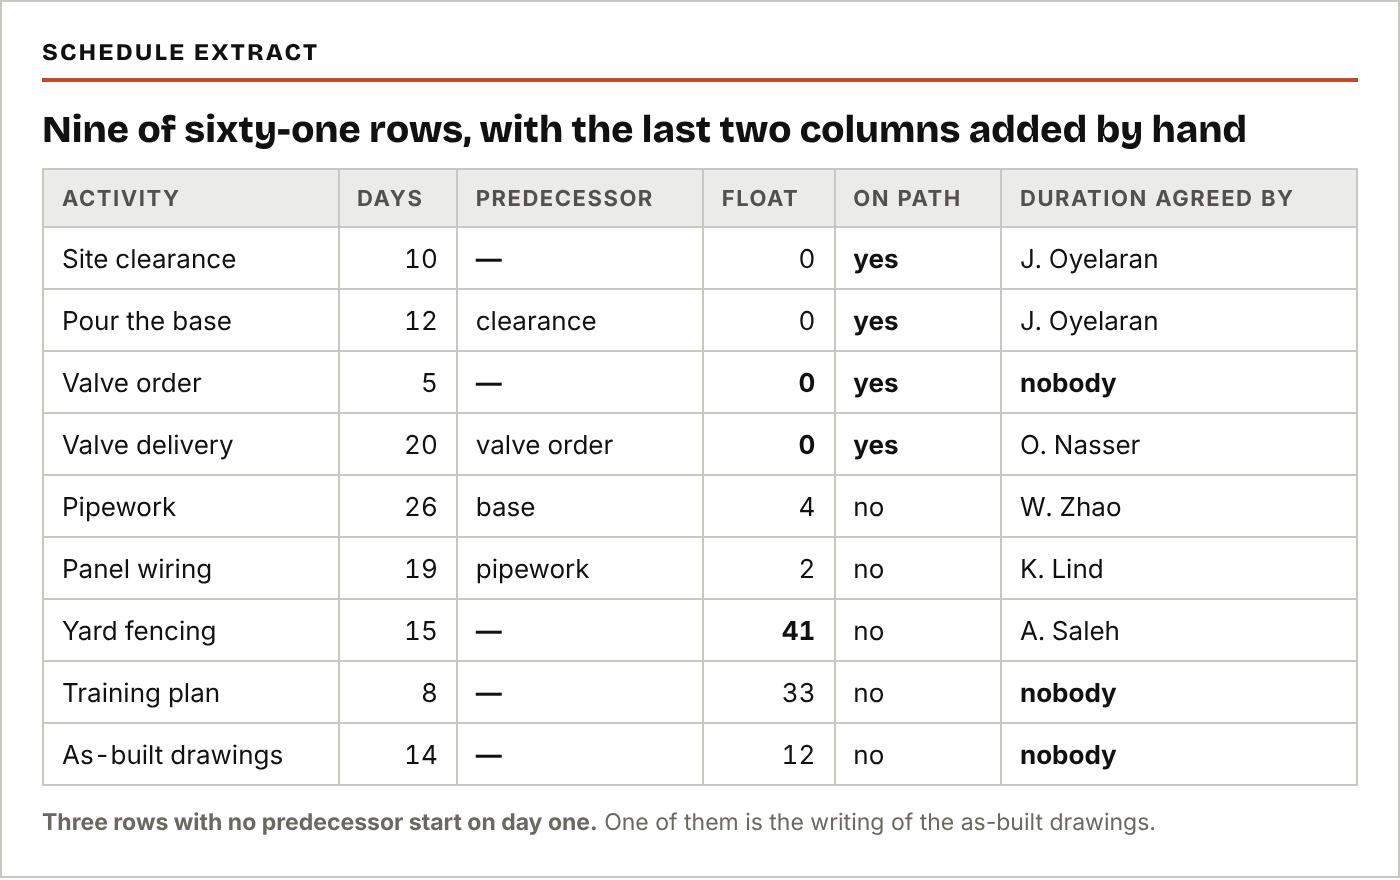 SCHEDULE EXTRACT
Nine of sixty-one rows, with the last two columns added by hand
ACTIVITY DAYS PREDECESSOR FLOAT ON PATH DURATION AGREED BY
Site clearance 10 — 0 yes J. Oyelaran
Pour the base 12 clearance 0 yes J. Oyelaran
Valve order 5 — 0 yes nobody
Valve delivery 20 valve order 0 yes O. Nasser
Pipework 26 base 4 no W. Zhao
Panel wiring 19 pipework 2 no K. Lind
Yard fencing 15 — 41 no A. Saleh
Training plan 8 — 33 no nobody
As-built drawings 14 — 12 no nobody
Three rows with no predecessor start on day one. One of them is the writing of the as-built drawings.